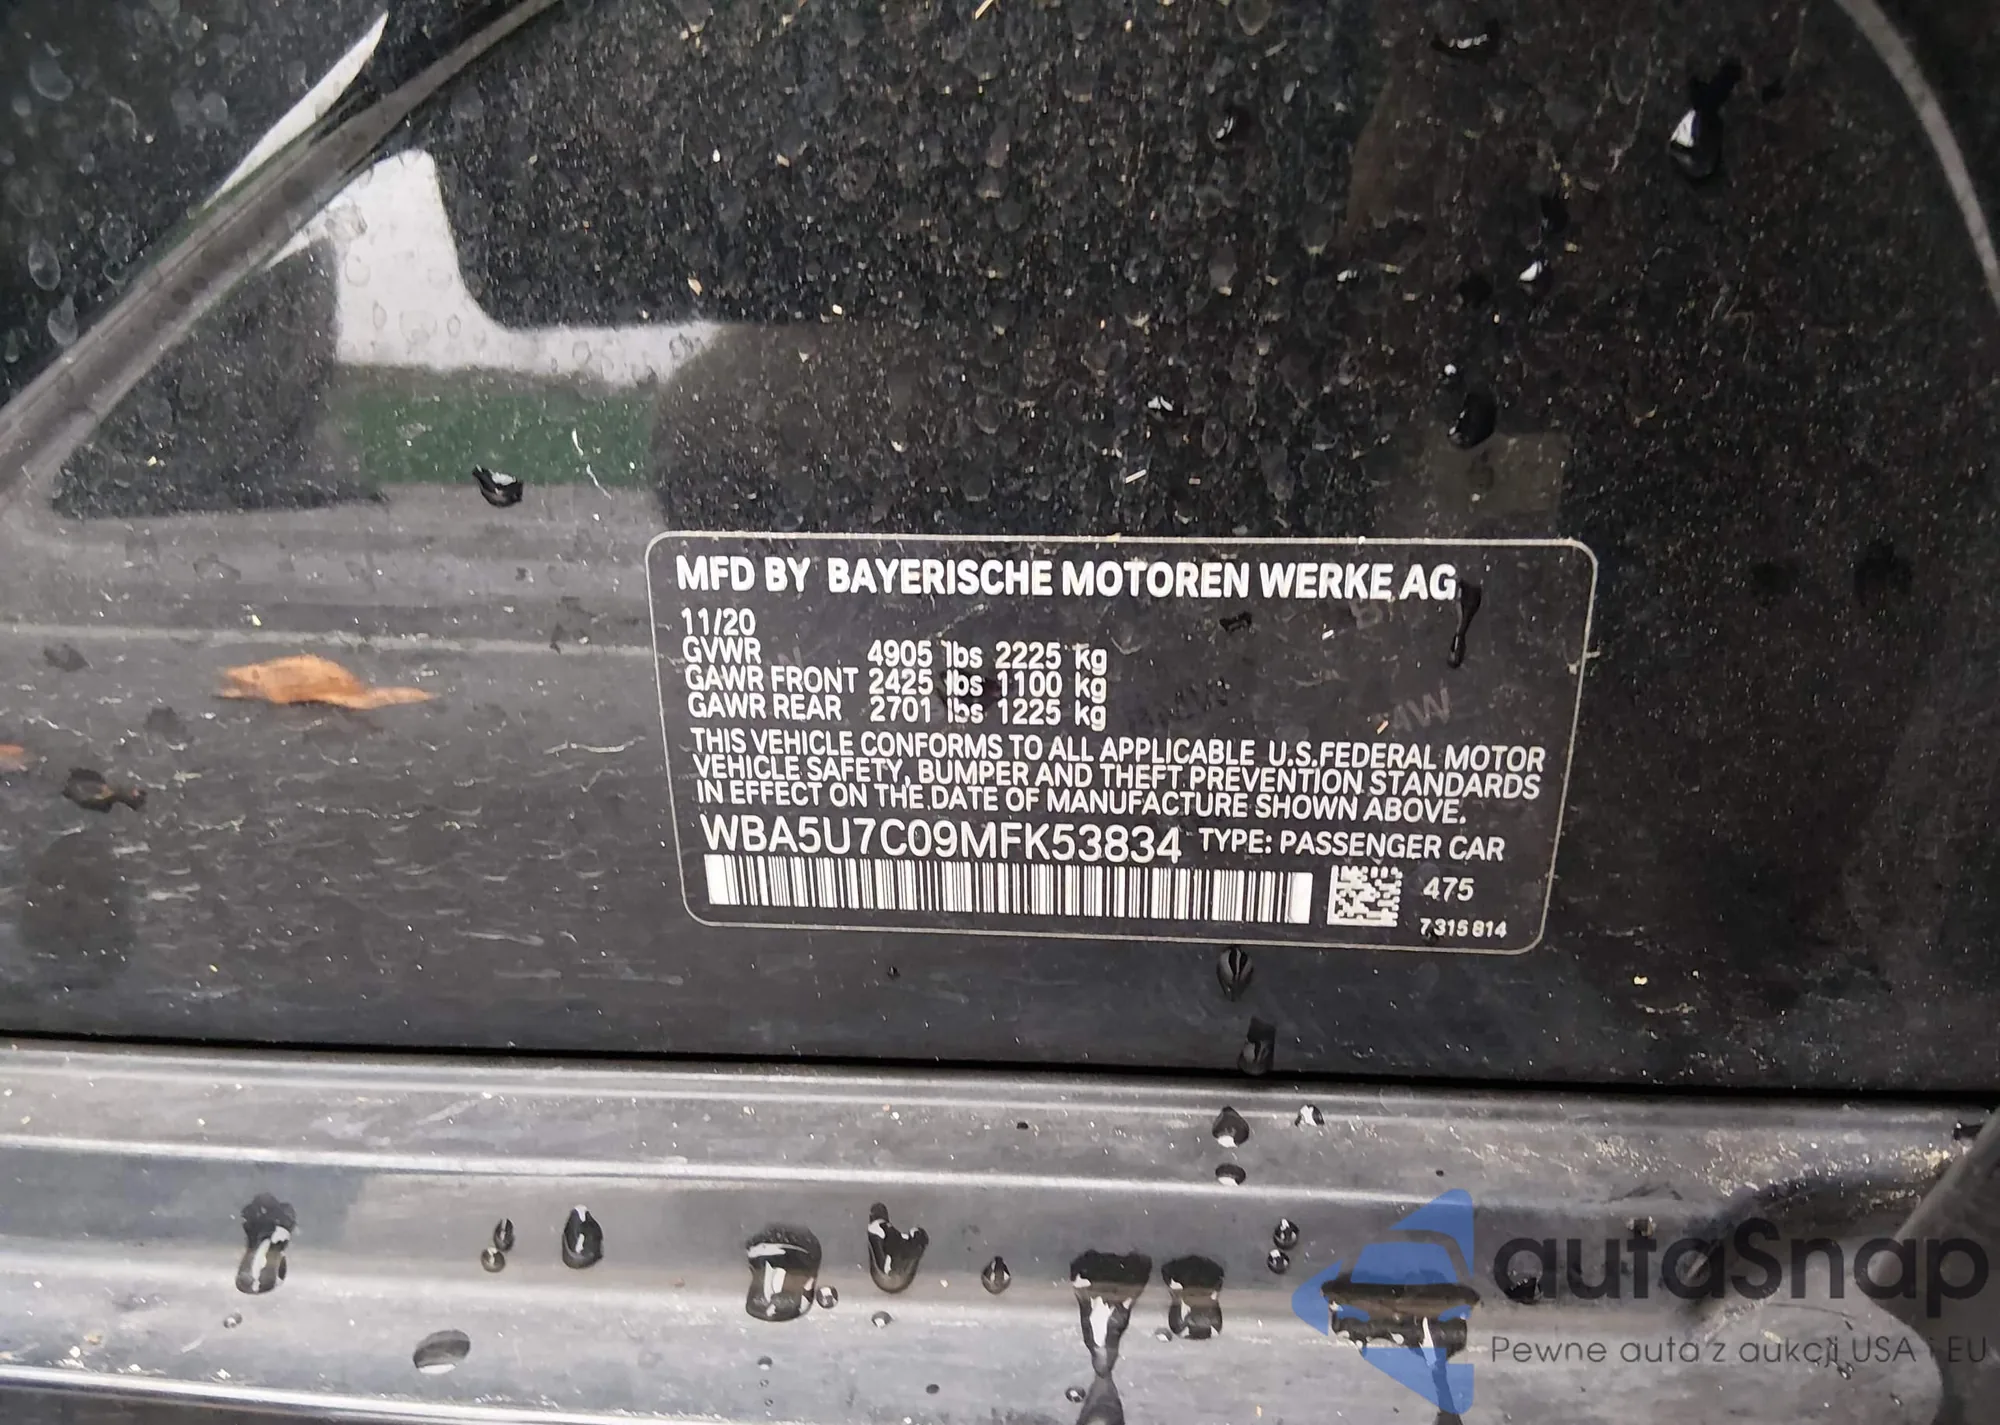 MFD BY BAYERISCHE MOTOREN WERKE AG
11/20
GVWR 4905 lbs 2225 kg
GAWR FRONT 2425 lbs 1100 kg
GAWR REAR 2701 lbs 1225 kg
THIS VEHICLE CONFORMS TO ALL APPLICABLE U.S.FEDERAL MOTOR
VEHICLE SAFETY, BUMPER AND THEFT PREVENTION STANDARDS
IN EFFECT ON THE DATE OF MANUFACTURE SHOWN ABOVE.
WBA5U7C09MFK53834 TYPE: PASSENGER CAR
475
7 315 814
autaSnap
Pewne auta z aukcji USA i EU